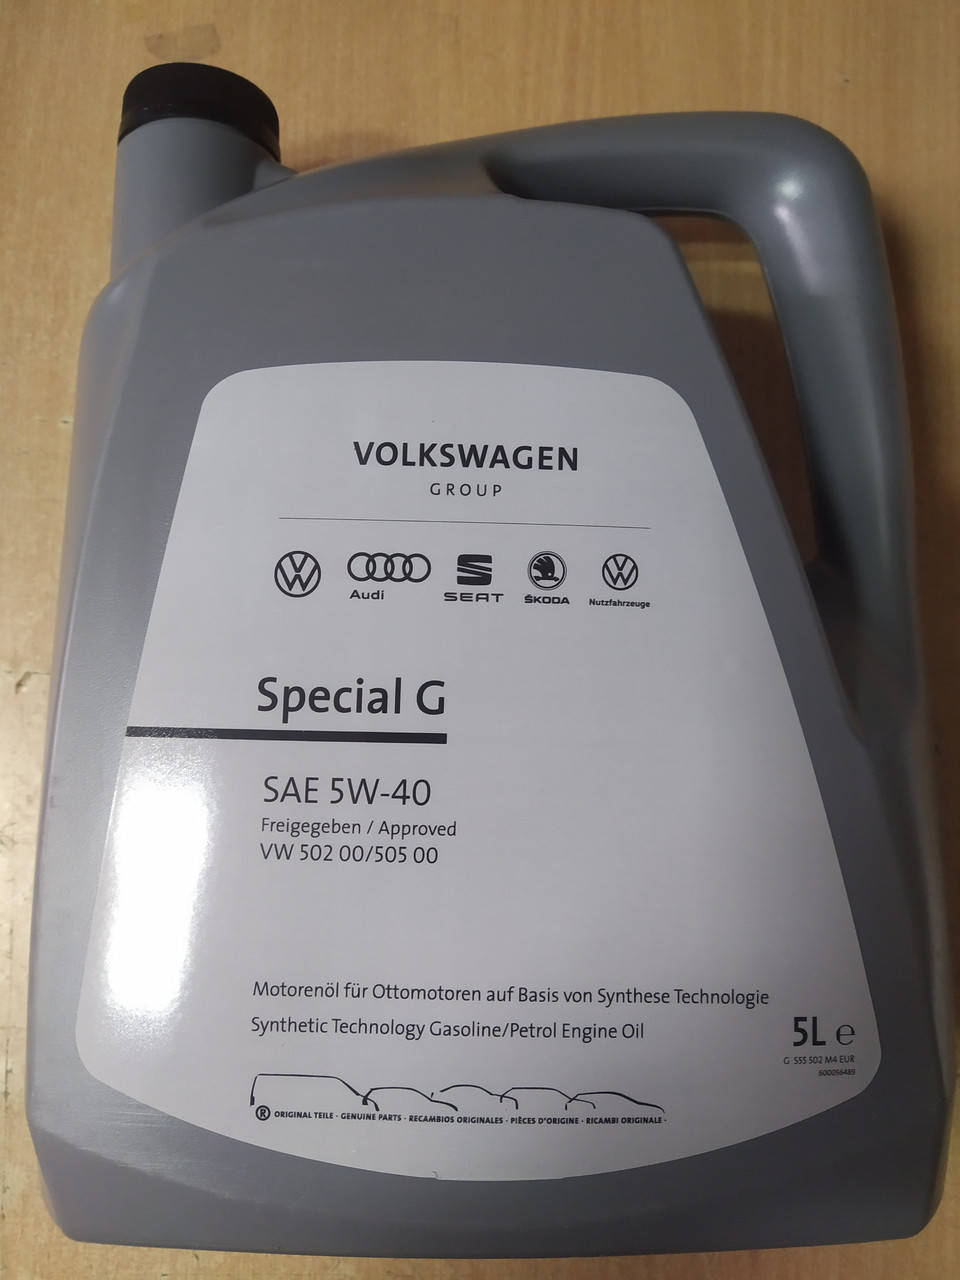 VOLKSWAGEN
GROUP
Audi
SEAT
ŠKODA
Nutzfahrzeuge
Special G
SAE 5W-40
Freigegeben / Approved
VW 502 00/505 00
Motorenöl für Ottomotoren auf Basis von Synthese Technologie
Synthetic Technology Gasoline/Petrol Engine Oil
5L ℮
G S55 502 M4 EUR
600056489
® ORIGINAL TEILE · GENUINE PARTS · RECAMBIOS ORIGINALES · PIÈCES D'ORIGINE · RICAMBI ORIGINALE ·